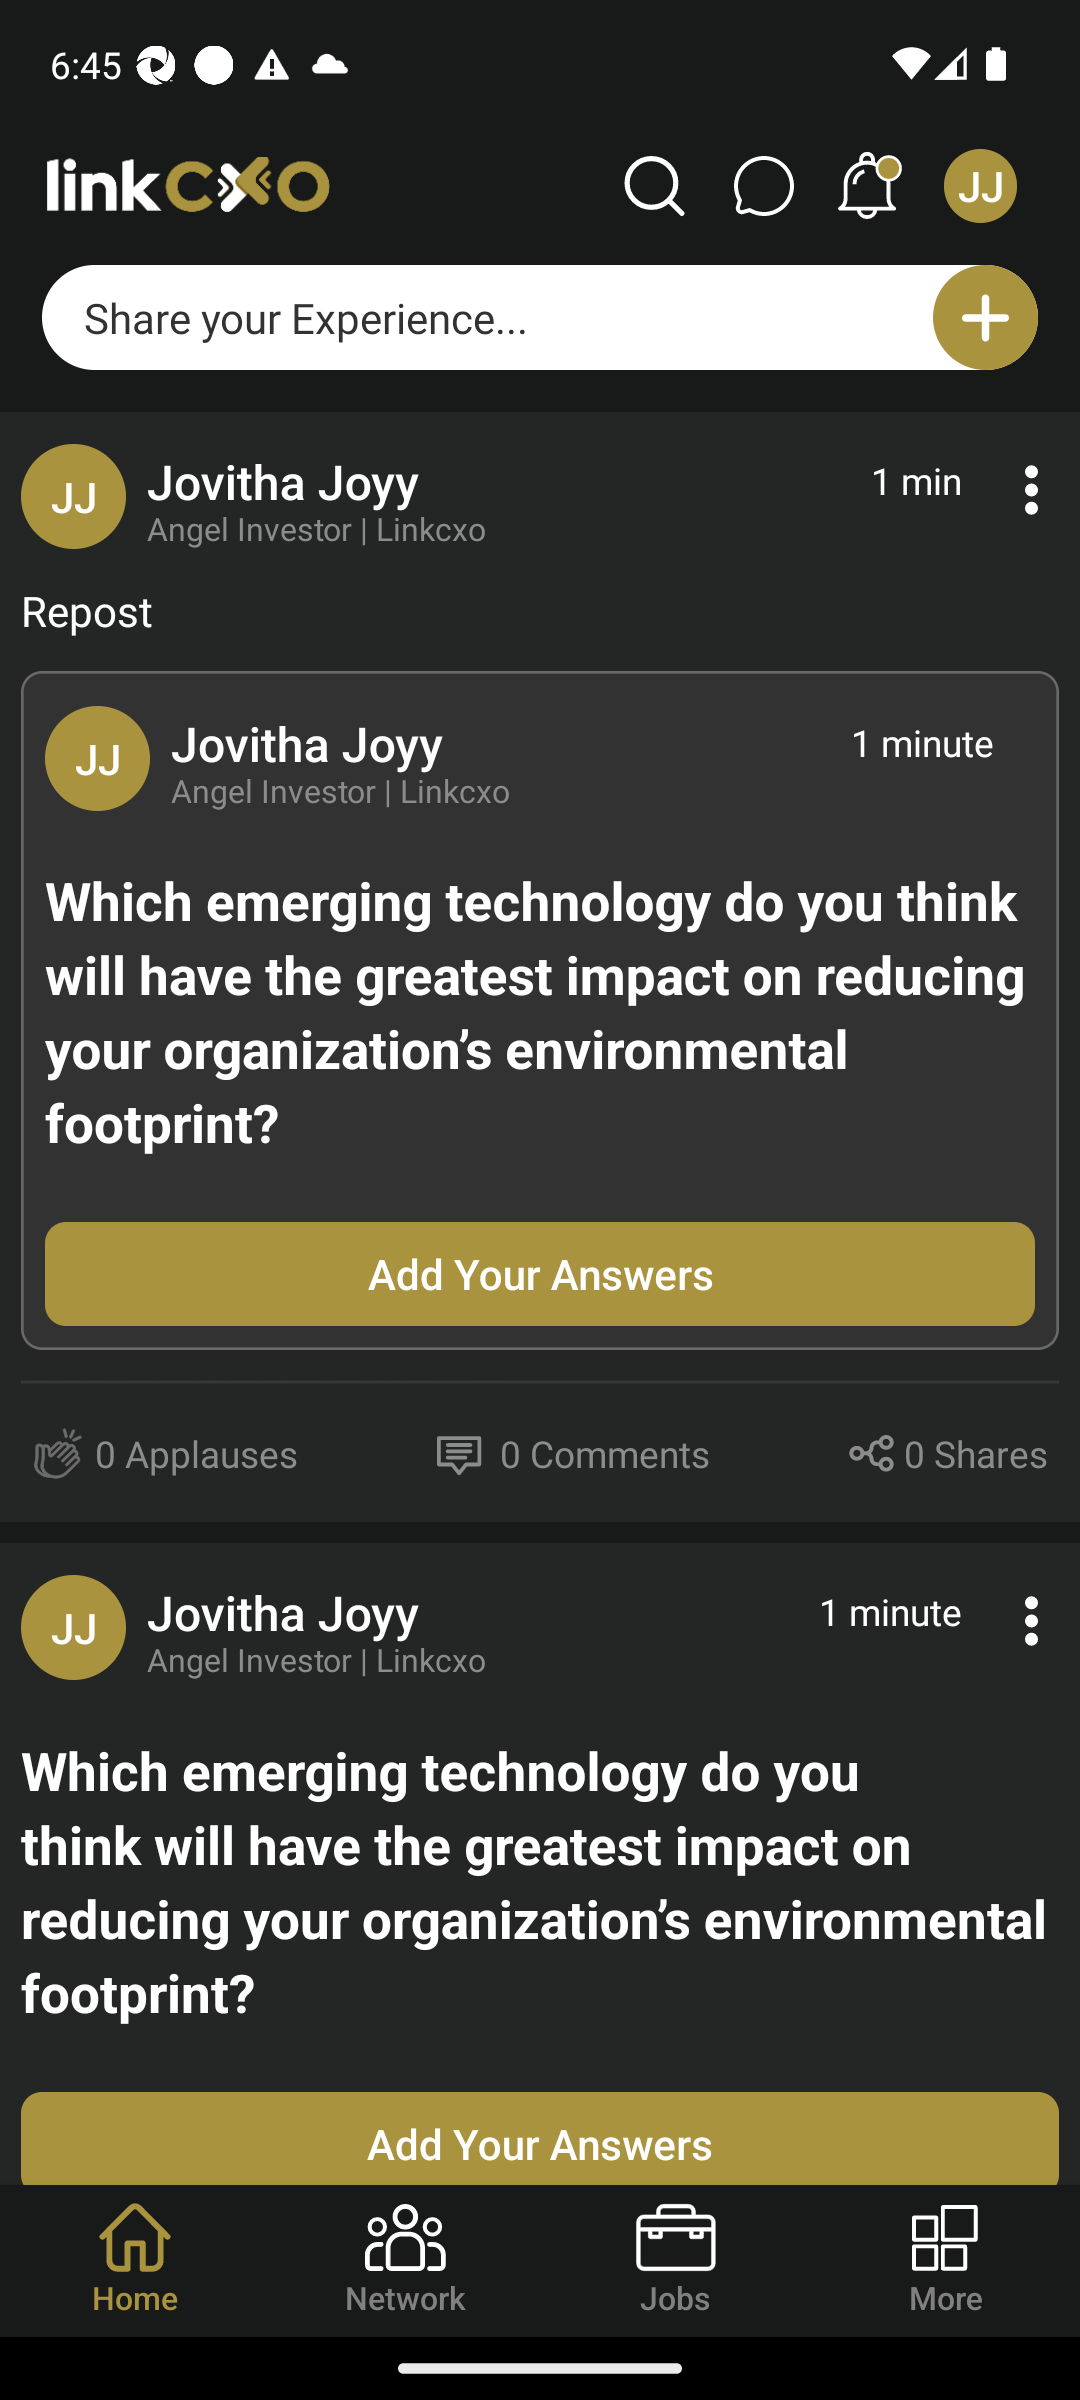 6:45
linkcxo
JJ
Share your Experience...
JJ
Jovitha Joyy
1 min
Angel Investor | Linkcxo
Repost
JJ
Jovitha Joyy
1 minute
Angel Investor | Linkcxo
Which emerging technology do you think
will have the greatest impact on reducing
your organization’s environmental
footprint?
Add Your Answers
0 Applauses
0 Comments
0 Shares
JJ
Jovitha Joyy
1 minute
Angel Investor | Linkcxo
Which emerging technology do you
think will have the greatest impact on
reducing your organization’s environmental
footprint?
Add Your Answers
Home
Network
Jobs
More